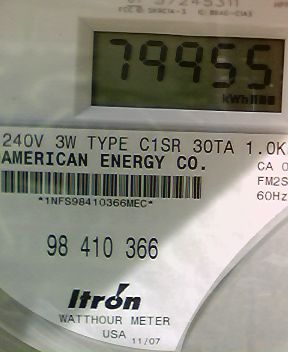 79955
kWh
240V 3W TYPE C1SR 30TA 1.0K
AMERICAN ENERGY CO.
CA 0
FM2S
60Hz
*1NFS98410366MEC*
98 410 366
Itron
WATTHOUR METER
USA 11/07